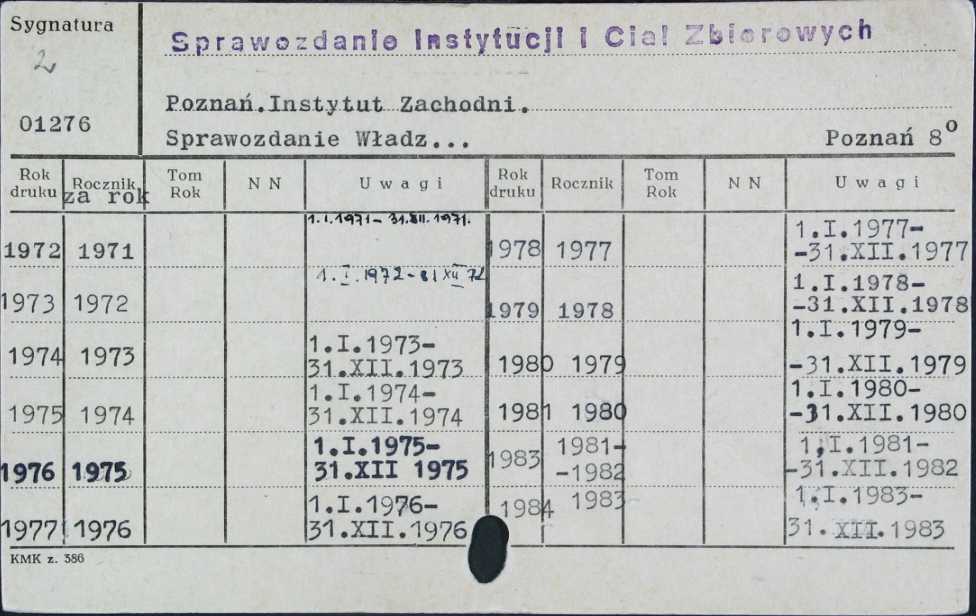 Sygnatura
2
01276
Sprawozdanie Instytucji i Ciał Zbiorowych
Poznań.Instytut Zachodni.
Sprawozdanie Władz... Poznań 8°
Rok druku Rocznik za rok Tom Rok N N U w a g i Rok druku Rocznik Tom Rok N N U w a g i
1972 1971 1.I.1971- 31.XII.1971.
1973 1972 1.I.1972-31 XII 72
1974 1973 1.I.1973-
31.XII.1973
1975 1974 1.I.1974-
31.XII.1974
1976 1975 1.I.1975-
31.XII 1975
1977 1976 1.I.1976-
31.XII.1976
1978 1977 1.I.1977-
-31.XII.1977
1979 1978 1.I.1978-
-31.XII.1978
1980 1979 1.I.1979-
-31.XII.1979
1981 1980 1.I.1980-
-31.XII.1980
1983 1981- 1.I.1981-
-1982 -31.XII.1982
1984 1983 1.I.1983-
31.XII.1983
KMK z. 386